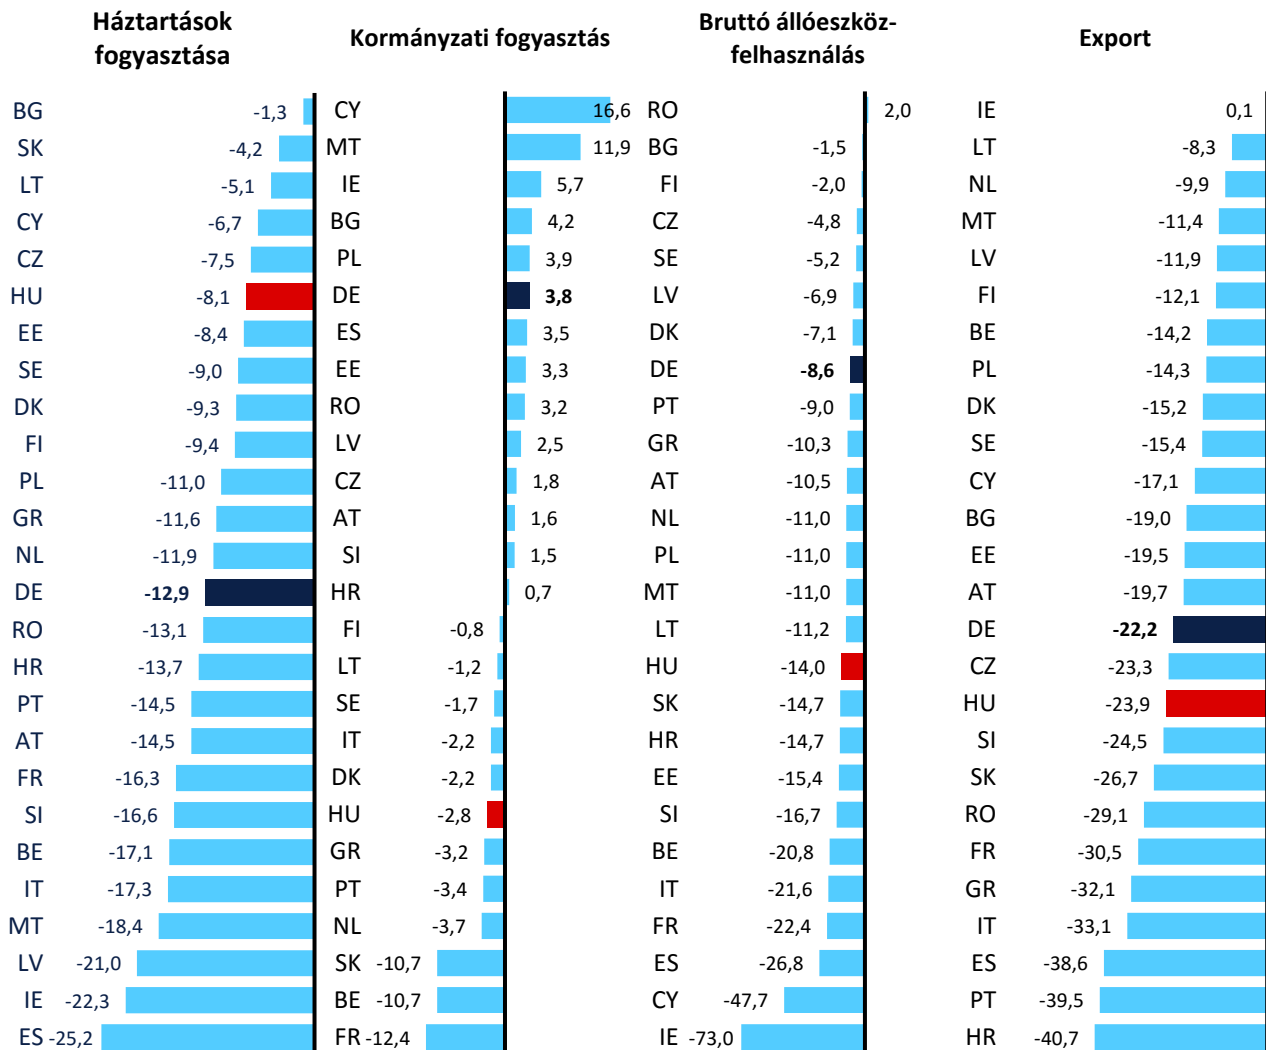 Háztartások
fogyasztása
BG -1,3
SK -4,2
LT -5,1
CY -6,7
CZ -7,5
HU -8,1
EE -8,4
SE -9,0
DK -9,3
FI -9,4
PL -11,0
GR -11,6
NL -11,9
DE -12,9
RO -13,1
HR -13,7
PT -14,5
AT -14,5
FR -16,3
SI -16,6
BE -17,1
IT -17,3
MT -18,4
LV -21,0
IE -22,3
ES -25,2
Kormányzati fogyasztás
CY 16,6
MT 11,9
IE 5,7
BG 4,2
PL 3,9
DE 3,8
ES 3,5
EE 3,3
RO 3,2
LV 2,5
CZ 1,8
AT 1,6
SI 1,5
HR 0,7
FI -0,8
LT -1,2
SE -1,7
IT -2,2
DK -2,2
HU -2,8
GR -3,2
PT -3,4
NL -3,7
SK -10,7
BE -10,7
FR -12,4
Bruttó állóeszköz-
felhasználás
RO 2,0
BG -1,5
FI -2,0
CZ -4,8
SE -5,2
LV -6,9
DK -7,1
DE -8,6
PT -9,0
GR -10,3
AT -10,5
NL -11,0
PL -11,0
MT -11,0
LT -11,2
HU -14,0
SK -14,7
HR -14,7
EE -15,4
SI -16,7
BE -20,8
IT -21,6
FR -22,4
ES -26,8
CY -47,7
IE -73,0
Export
IE 0,1
LT -8,3
NL -9,9
MT -11,4
LV -11,9
FI -12,1
BE -14,2
PL -14,3
DK -15,2
SE -15,4
CY -17,1
BG -19,0
EE -19,5
AT -19,7
DE -22,2
CZ -23,3
HU -23,9
SI -24,5
SK -26,7
RO -29,1
FR -30,5
GR -32,1
IT -33,1
ES -38,6
PT -39,5
HR -40,7